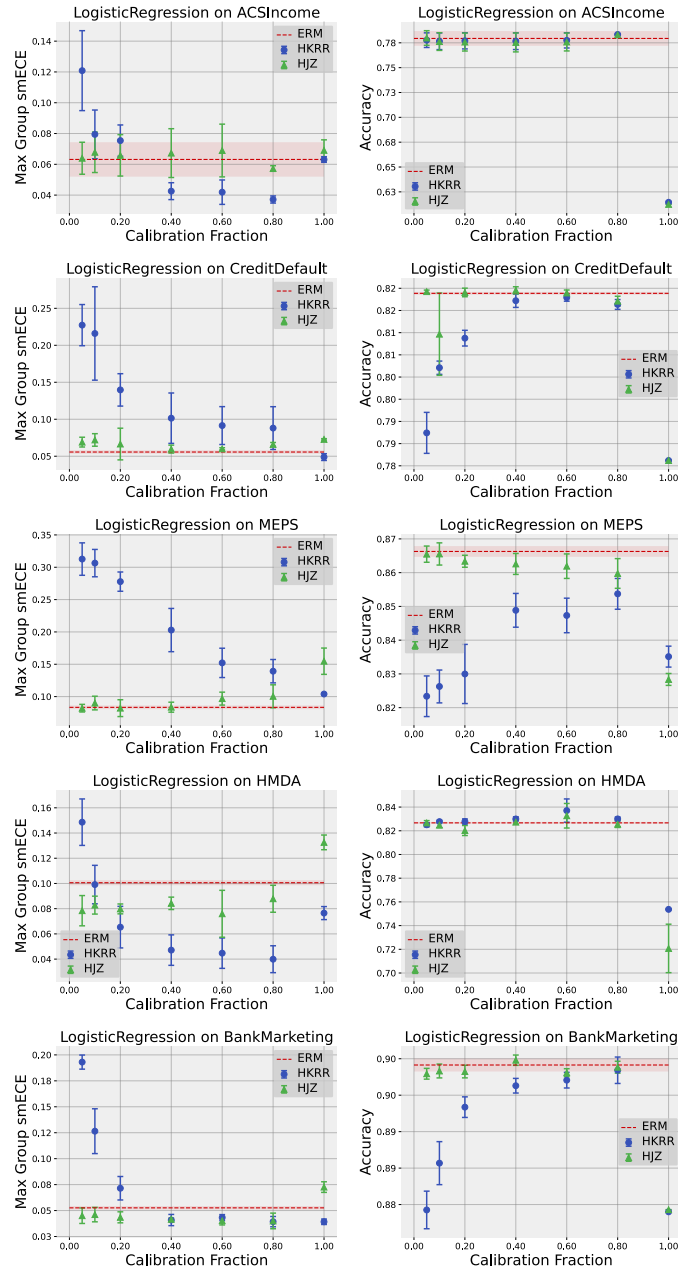 LogisticRegression on ACSIncome
Max Group smECE
0.14
0.12
0.10
0.08
0.06
0.04
ERM
HKRR
HJZ
0.00 0.20 0.40 0.60 0.80 1.00
Calibration Fraction
LogisticRegression on ACSIncome
Accuracy
0.78
0.75
0.73
0.70
0.68
0.65
0.63
ERM
HKRR
HJZ
0.00 0.20 0.40 0.60 0.80 1.00
Calibration Fraction
LogisticRegression on CreditDefault
Max Group smECE
0.25
0.20
0.15
0.10
0.05
ERM
HKRR
HJZ
0.00 0.20 0.40 0.60 0.80 1.00
Calibration Fraction
LogisticRegression on CreditDefault
Accuracy
0.82
0.82
0.81
0.81
0.80
0.80
0.79
0.79
0.78
ERM
HKRR
HJZ
0.00 0.20 0.40 0.60 0.80 1.00
Calibration Fraction
LogisticRegression on MEPS
Max Group smECE
0.35
0.30
0.25
0.20
0.15
0.10
ERM
HKRR
HJZ
0.00 0.20 0.40 0.60 0.80 1.00
Calibration Fraction
LogisticRegression on MEPS
Accuracy
0.87
0.86
0.85
0.84
0.83
0.82
ERM
HKRR
HJZ
0.00 0.20 0.40 0.60 0.80 1.00
Calibration Fraction
LogisticRegression on HMDA
Max Group smECE
0.16
0.14
0.12
0.10
0.08
0.06
0.04
ERM
HKRR
HJZ
0.00 0.20 0.40 0.60 0.80 1.00
Calibration Fraction
LogisticRegression on HMDA
Accuracy
0.84
0.82
0.80
0.78
0.76
0.74
0.72
0.70
ERM
HKRR
HJZ
0.00 0.20 0.40 0.60 0.80 1.00
Calibration Fraction
LogisticRegression on BankMarketing
Max Group smECE
0.20
0.18
0.15
0.12
0.10
0.08
0.05
0.03
ERM
HKRR
HJZ
0.00 0.20 0.40 0.60 0.80 1.00
Calibration Fraction
LogisticRegression on BankMarketing
Accuracy
0.90
0.90
0.89
0.89
0.88
ERM
HKRR
HJZ
0.00 0.20 0.40 0.60 0.80 1.00
Calibration Fraction